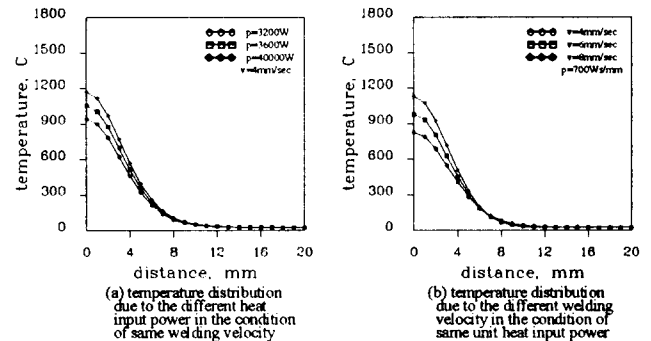 1800
1500
1200
900
600
300
0
temperature, C
p=3200W
p=3600W
p=40000W
v=4mm/sec
0 4 8 12 16 20
distance, mm
(a) temperature distribution
due to the different heat
input power in the condition
of same welding velocity
1800
1500
1200
900
600
300
0
temperature, C
v=4mm/sec
v=6mm/sec
v=8mm/sec
p=700Ws/mm
0 4 8 12 16 20
distance, mm
(b) temperature distribution
due to the different welding
velocity in the condition of
same unit heat input power